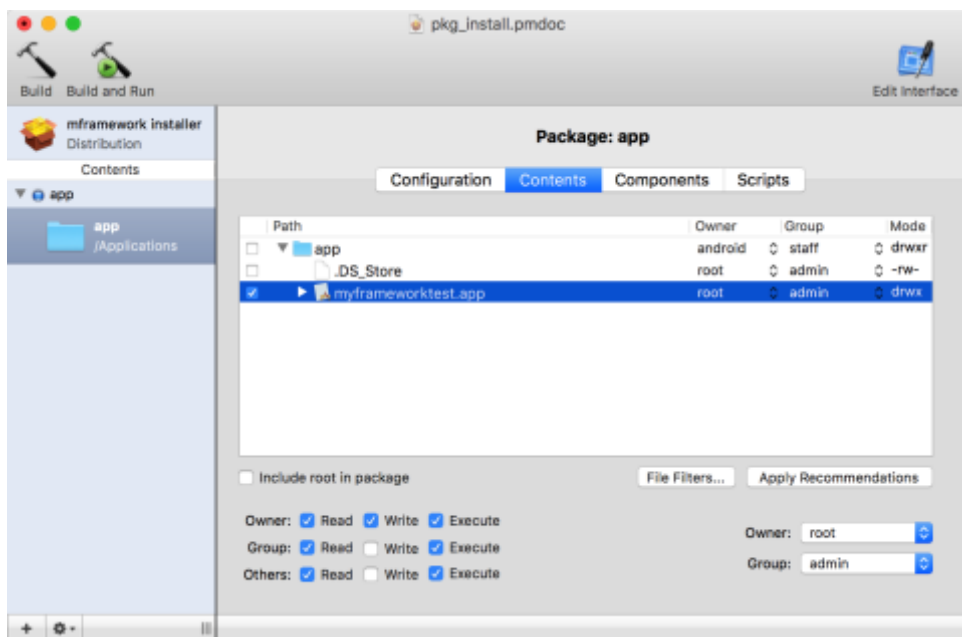 pkg_install.pmdoc
Build Build and Run Edit Interface
mframework installer
Distribution
Contents
app
app
/Applications
Package: app
Configuration Contents Components Scripts
Path Owner Group Mode
app android staff drwxr
.DS_Store root admin -rw-
myframeworktest.app root admin drwx
Include root in package File Filters... Apply Recommendations
Owner: Read Write Execute
Group: Read Write Execute
Others: Read Write Execute
Owner: root
Group: admin